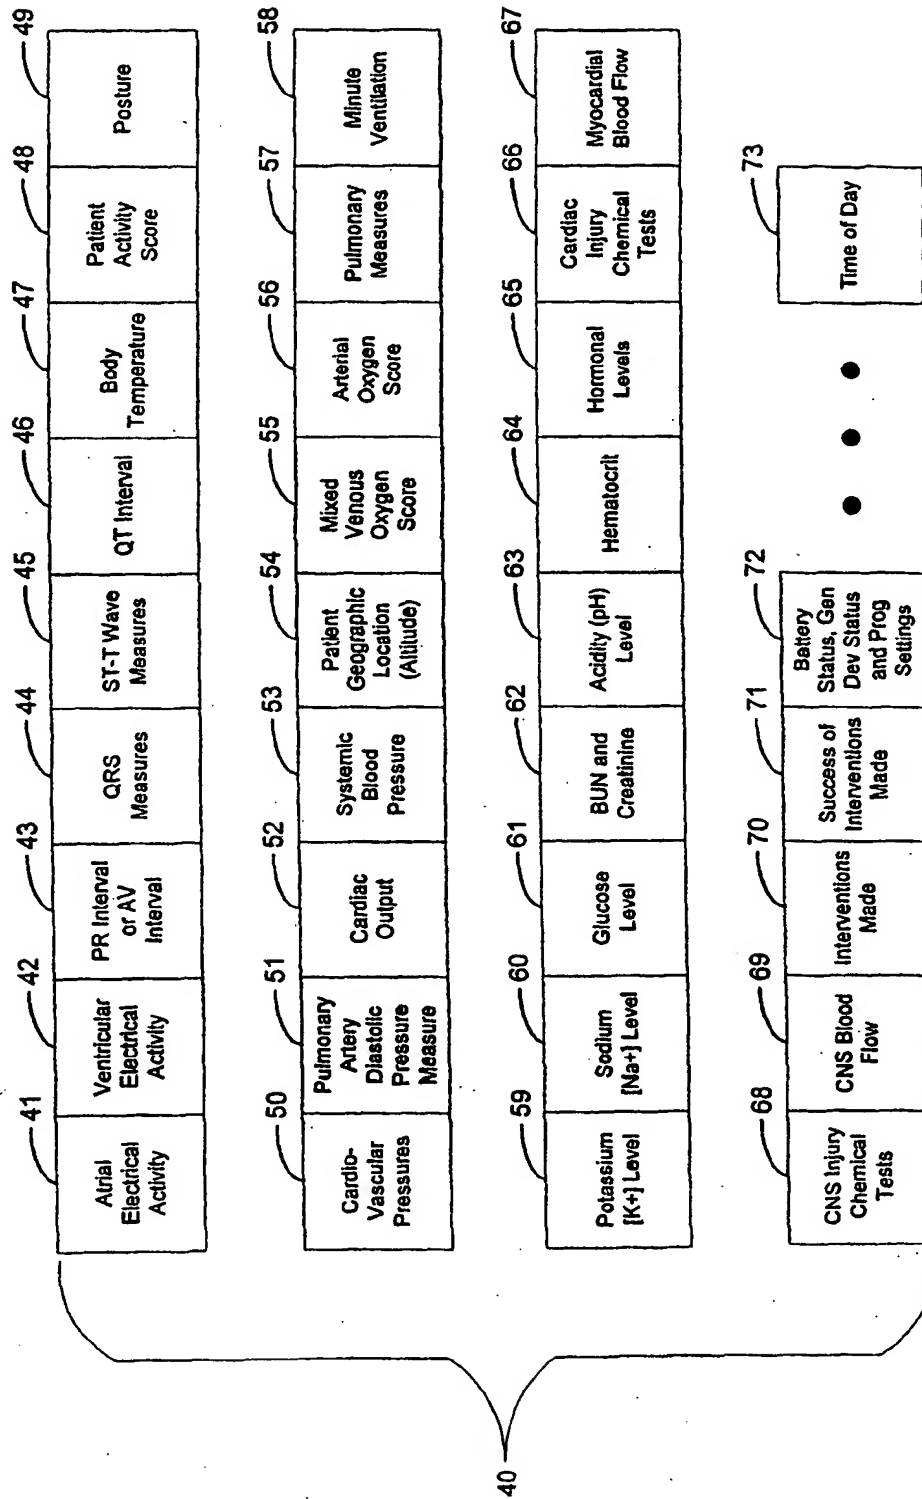 40
41
42
43
44
45
46
47
48
49
Atrial
Electrical
Activity
Ventricular
Electrical
Activity
PR Interval
or AV
Interval
QRS
Measures
ST-T Wave
Measures
QT Interval
Body
Temperature
Patient
Activity
Score
Posture
50
51
52
53
54
55
56
57
58
Cardio-
Vascular
Pressures
Pulmonary
Artery
Diastolic
Pressure
Measure
Cardiac
Output
Systemic
Blood
Pressure
Patient
Geographic
Location
(Altitude)
Mixed
Venous
Oxygen
Score
Arterial
Oxygen
Score
Pulmonary
Measures
Minute
Ventilation
59
60
61
62
63
64
65
66
67
Potassium
[K+] Level
Sodium
[Na+] Level
Glucose
Level
BUN and
Creatinine
Acidity (pH)
Level
Hematocrit
Hormonal
Levels
Cardiac
Injury
Chemical
Tests
Myocardial
Blood Flow
68
69
70
71
72
73
CNS Injury
Chemical
Tests
CNS Blood
Flow
Interventions
Made
Success of
Interventions
Made
Battery
Status, Gen
Dev Status
and Prog
Settings
Time of Day